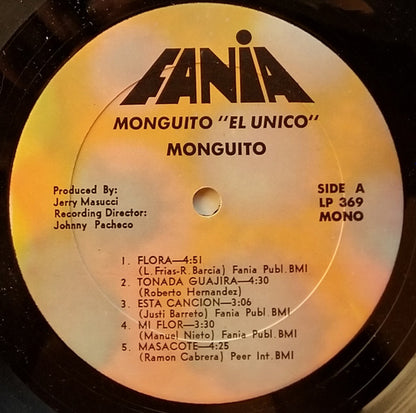 FANIA
MONGUITO "EL UNICO"
MONGUITO
Produced By:
Jerry Masucci
Recording Director:
Johnny Pacheco
SIDE A
LP 369
MONO
1. FLORA—4:51
(L. Frias-R. Barcia) Fania Publ. BMI
2. TONADA GUAJIRA—4:30
(Roberto Hernandez)
3. ESTA CANCION—3:06
(Justi Barreto) Fania Publ. BMI
4. MI FLOR—3:30
(Manuel Nieto) Fania Publ. BMI
5. MASACOTE—4:25
(Ramon Cabrera) Peer Int. BMI